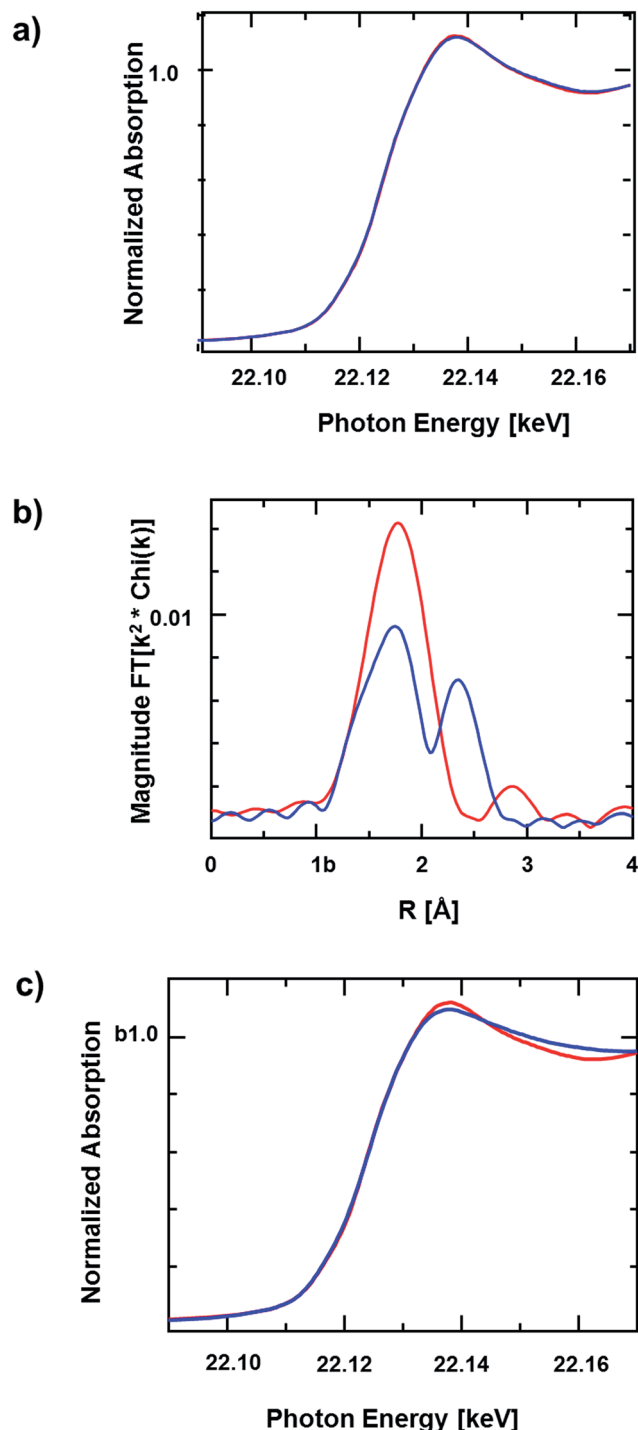 a)
Normalized Absorption
1.0
22.10 22.12 22.14 22.16
Photon Energy [keV]
b)
Magnitude FT[k² * Chi(k)]
0.01
0 1b 2 3 4
R [Å]
c)
Normalized Absorption
b1.0
22.10 22.12 22.14 22.16
Photon Energy [keV]